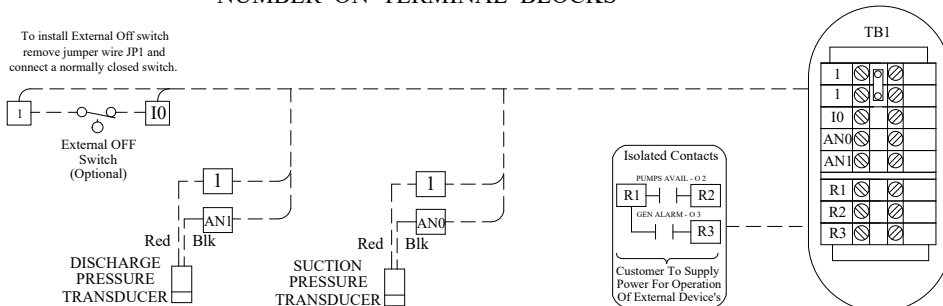 NUMBER ON TERMINAL BLOCKS
To install External Off switch
remove jumper wire JP1 and
connect a normally closed switch.
1
I0
External OFF
Switch
(Optional)
1
AN1
Red Blk
DISCHARGE
PRESSURE
TRANSDUCER
1
AN0
Red Blk
SUCTION
PRESSURE
TRANSDUCER
Isolated Contacts
PUMPS AVAIL - O 2
R1 R2
GEN ALARM - O 3
R3
Customer To Supply
Power For Operation
Of External Device's
TB1
1
1
I0
AN0
AN1
R1
R2
R3